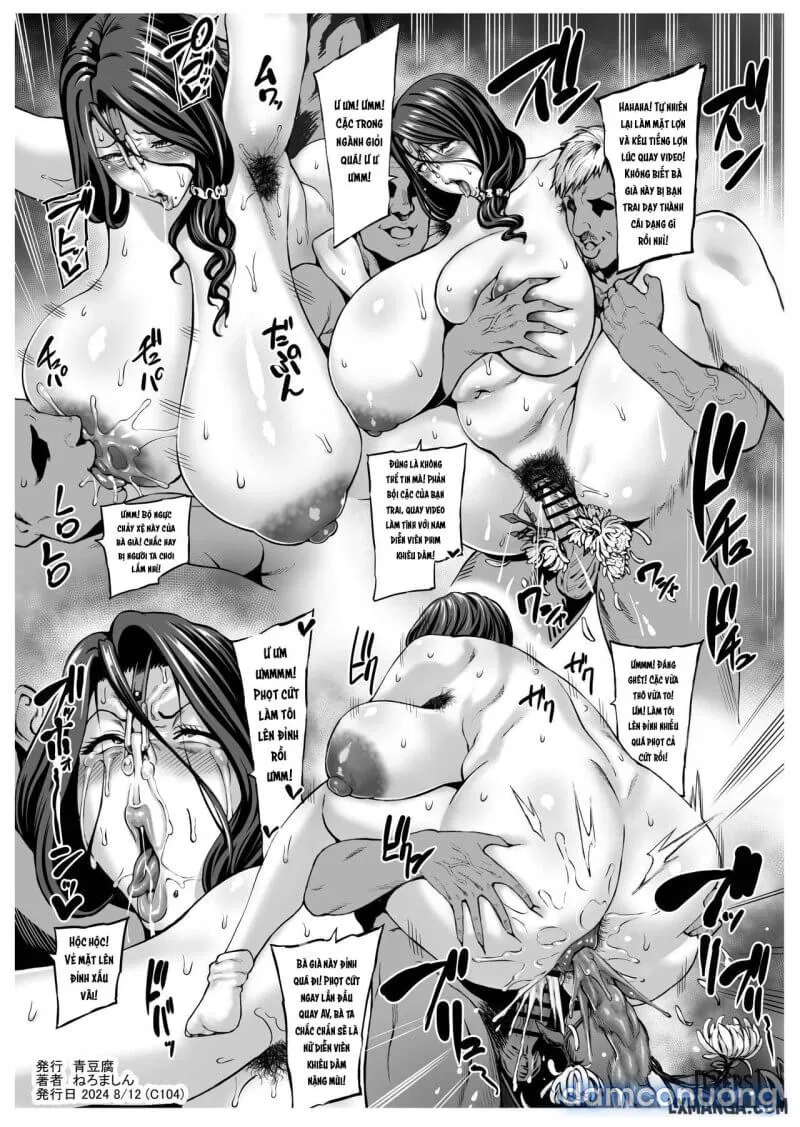 Ư ƯM! ƯMM!
CẶC TRONG
NGÀNH GIỎI
QUÁ! Ư Ư
ƯMM!
HAHAHA! TỰ NHIÊN
LẠI LÀM MẶT LỢN
VÀ KÊU TIẾNG LỢN
LÚC QUAY VIDEO!
KHÔNG BIẾT BÀ
GIÀ NÀY BỊ BẠN
TRAI DẠY THÀNH
CÁI DẠNG GÌ
RỒI NHỈ!
ƯMM! BỘ NGỰC
CHẢY XỆ NÀY CỦA
BÀ GIÀ! CHẮC HAY
BỊ NGƯỜI TA CHƠI
LẮM NHỈ!
ĐÚNG LÀ KHÔNG
THỂ TIN MÀ! PHẢN
BỘI CẶC CỦA BẠN
TRAI, QUAY VIDEO
LÀM TÌNH VỚI NAM
DIỄN VIÊN PHIM
KHIÊU DÂM!
Ư ƯM
ƯMMMM!
PHỌT CỨT
LÀM TÔI
LÊN ĐỈNH
RỒI
ƯMM!
ƯMMM! ĐÁNG
GHÉT! CẶC VỪA
THÔ VỪA TO!
ƯM! LÀM TÔI
LÊN ĐỈNH NHIỀU
QUÁ PHỌT CẢ
CỨT RỒI!
HỘC HỘC!
VẺ MẶT LÊN
ĐỈNH XẤU
VÃI!
BÀ GIÀ NÀY ĐỈNH
QUÁ ĐI! PHỌT CỨT
NGAY LẦN ĐẦU
QUAY AV, BÀ TA
CHẮC CHẮN SẼ LÀ
NỮ DIỄN VIÊN
KHIÊU DÂM
NẶNG MÙI!
発行 青豆腐
著者 ねろましん
発行日 2024 8/12 (C104)
damconuong
LXMANGA.COM